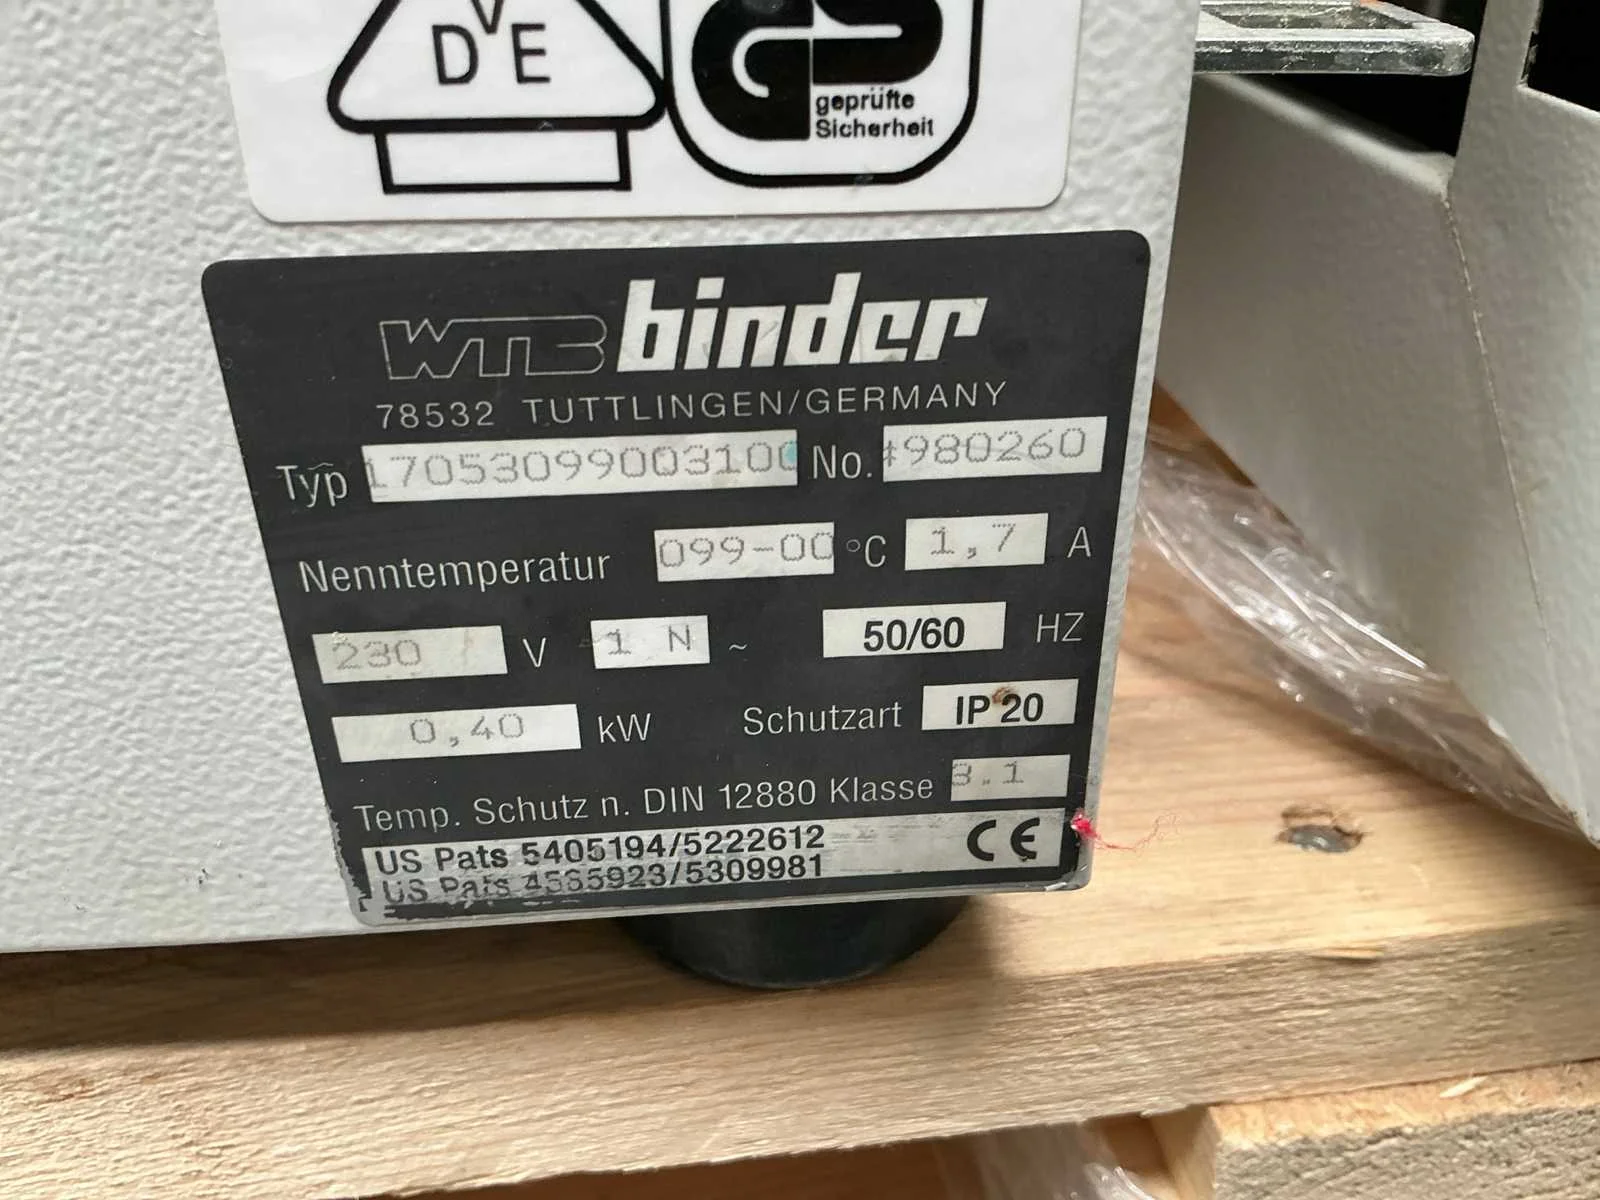 V
D E
geprüfte
Sicherheit
WTB binder
78532 TUTTLINGEN/GERMANY
Typ 17053099003100 No. #980260
Nenntemperatur 099-00 °C 1,7 A
230 V 1 N ~ 50/60 HZ
0,40 kW Schutzart IP 20
Temp. Schutz n. DIN 12880 Klasse 3.1
US Pats 5405194/5222612 CE
US Pats 4585923/5309981